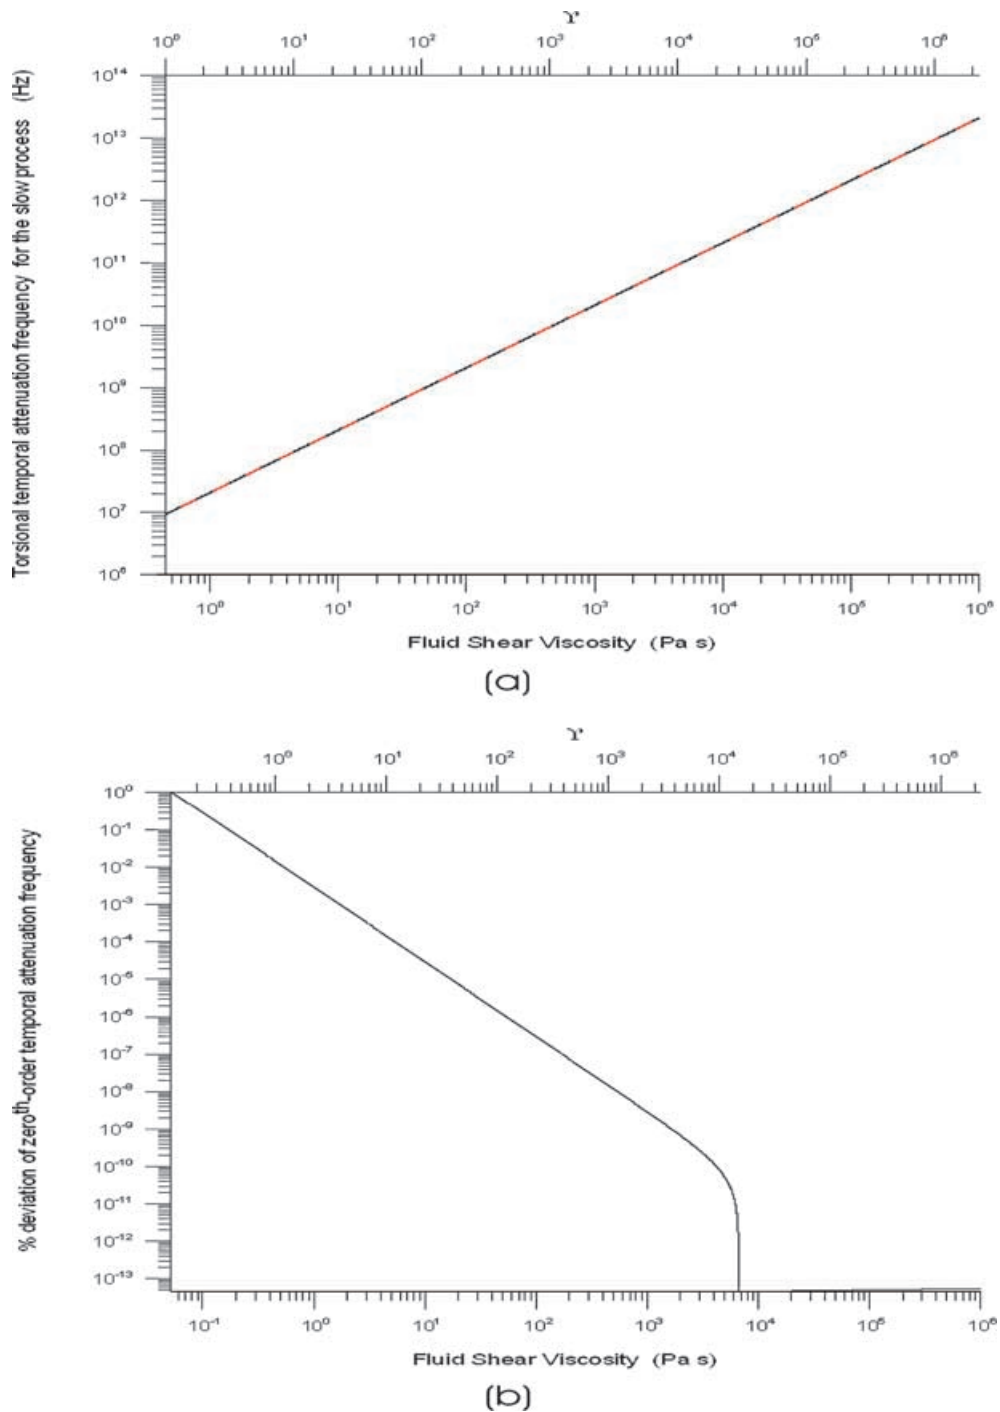 ϒ
10⁰ 10¹ 10² 10³ 10⁴ 10⁵ 10⁶
Torsional temporal attenuation frequency for the slow process (Hz)
10¹⁴
10¹³
10¹²
10¹¹
10¹⁰
10⁹
10⁸
10⁷
10⁶
10⁰ 10¹ 10² 10³ 10⁴ 10⁵ 10⁶
Fluid Shear Viscosity (Pa s)
(a)
ϒ
10⁰ 10¹ 10² 10³ 10⁴ 10⁵ 10⁶
% deviation of zeroᵗʰ-order temporal attenuation frequency
10⁰
10⁻¹
10⁻²
10⁻³
10⁻⁴
10⁻⁵
10⁻⁶
10⁻⁷
10⁻⁸
10⁻⁹
10⁻¹⁰
10⁻¹¹
10⁻¹²
10⁻¹³
10⁻¹ 10⁰ 10¹ 10² 10³ 10⁴ 10⁵ 10⁶
Fluid Shear Viscosity (Pa s)
(b)